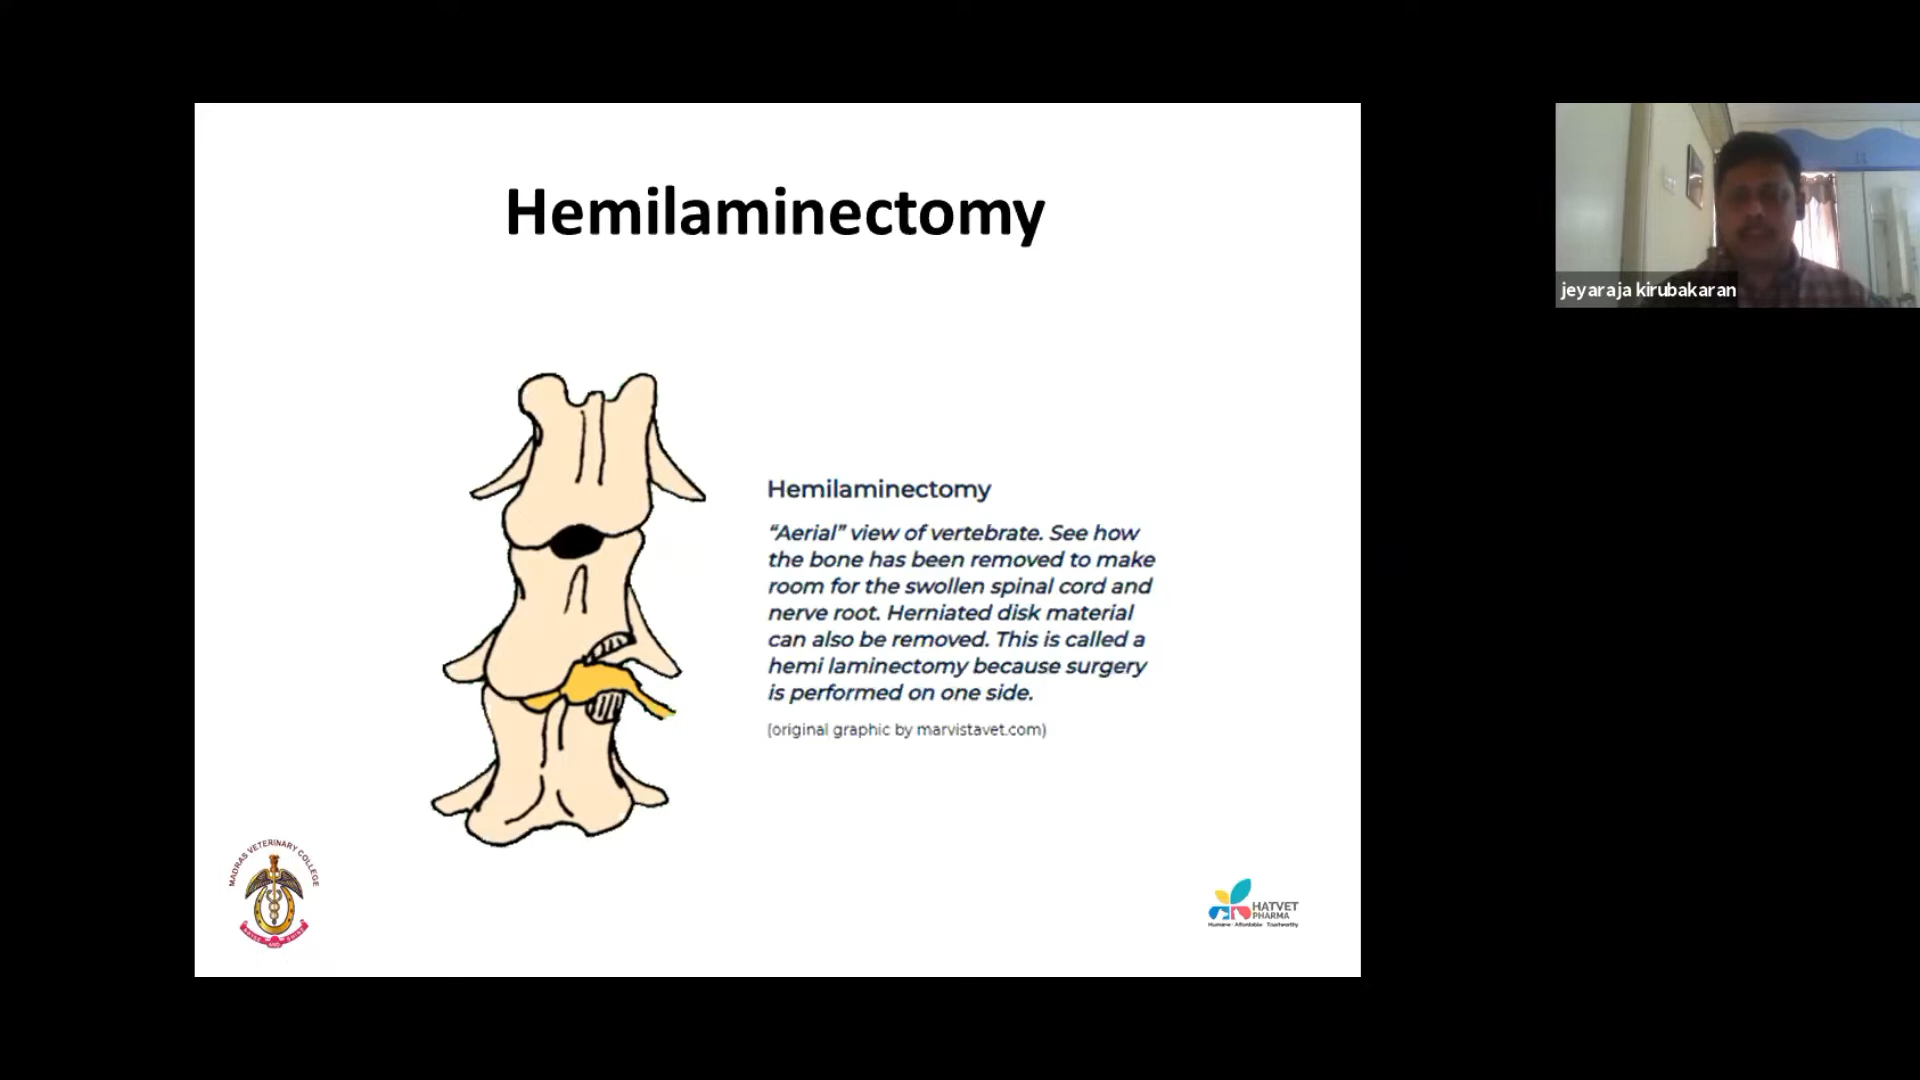 Hemilaminectomy
jeyaraja kirubakaran
Hemilaminectomy
“Aerial” view of vertebrate. See how
the bone has been removed to make
room for the swollen spinal cord and
nerve root. Herniated disk material
can also be removed. This is called a
hemi laminectomy because surgery
is performed on one side.
(original graphic by marvistavet.com)
MADRAS VETERINARY COLLEGE
AND
HATVET
PHARMA
Humane · Affordable · Trustworthy